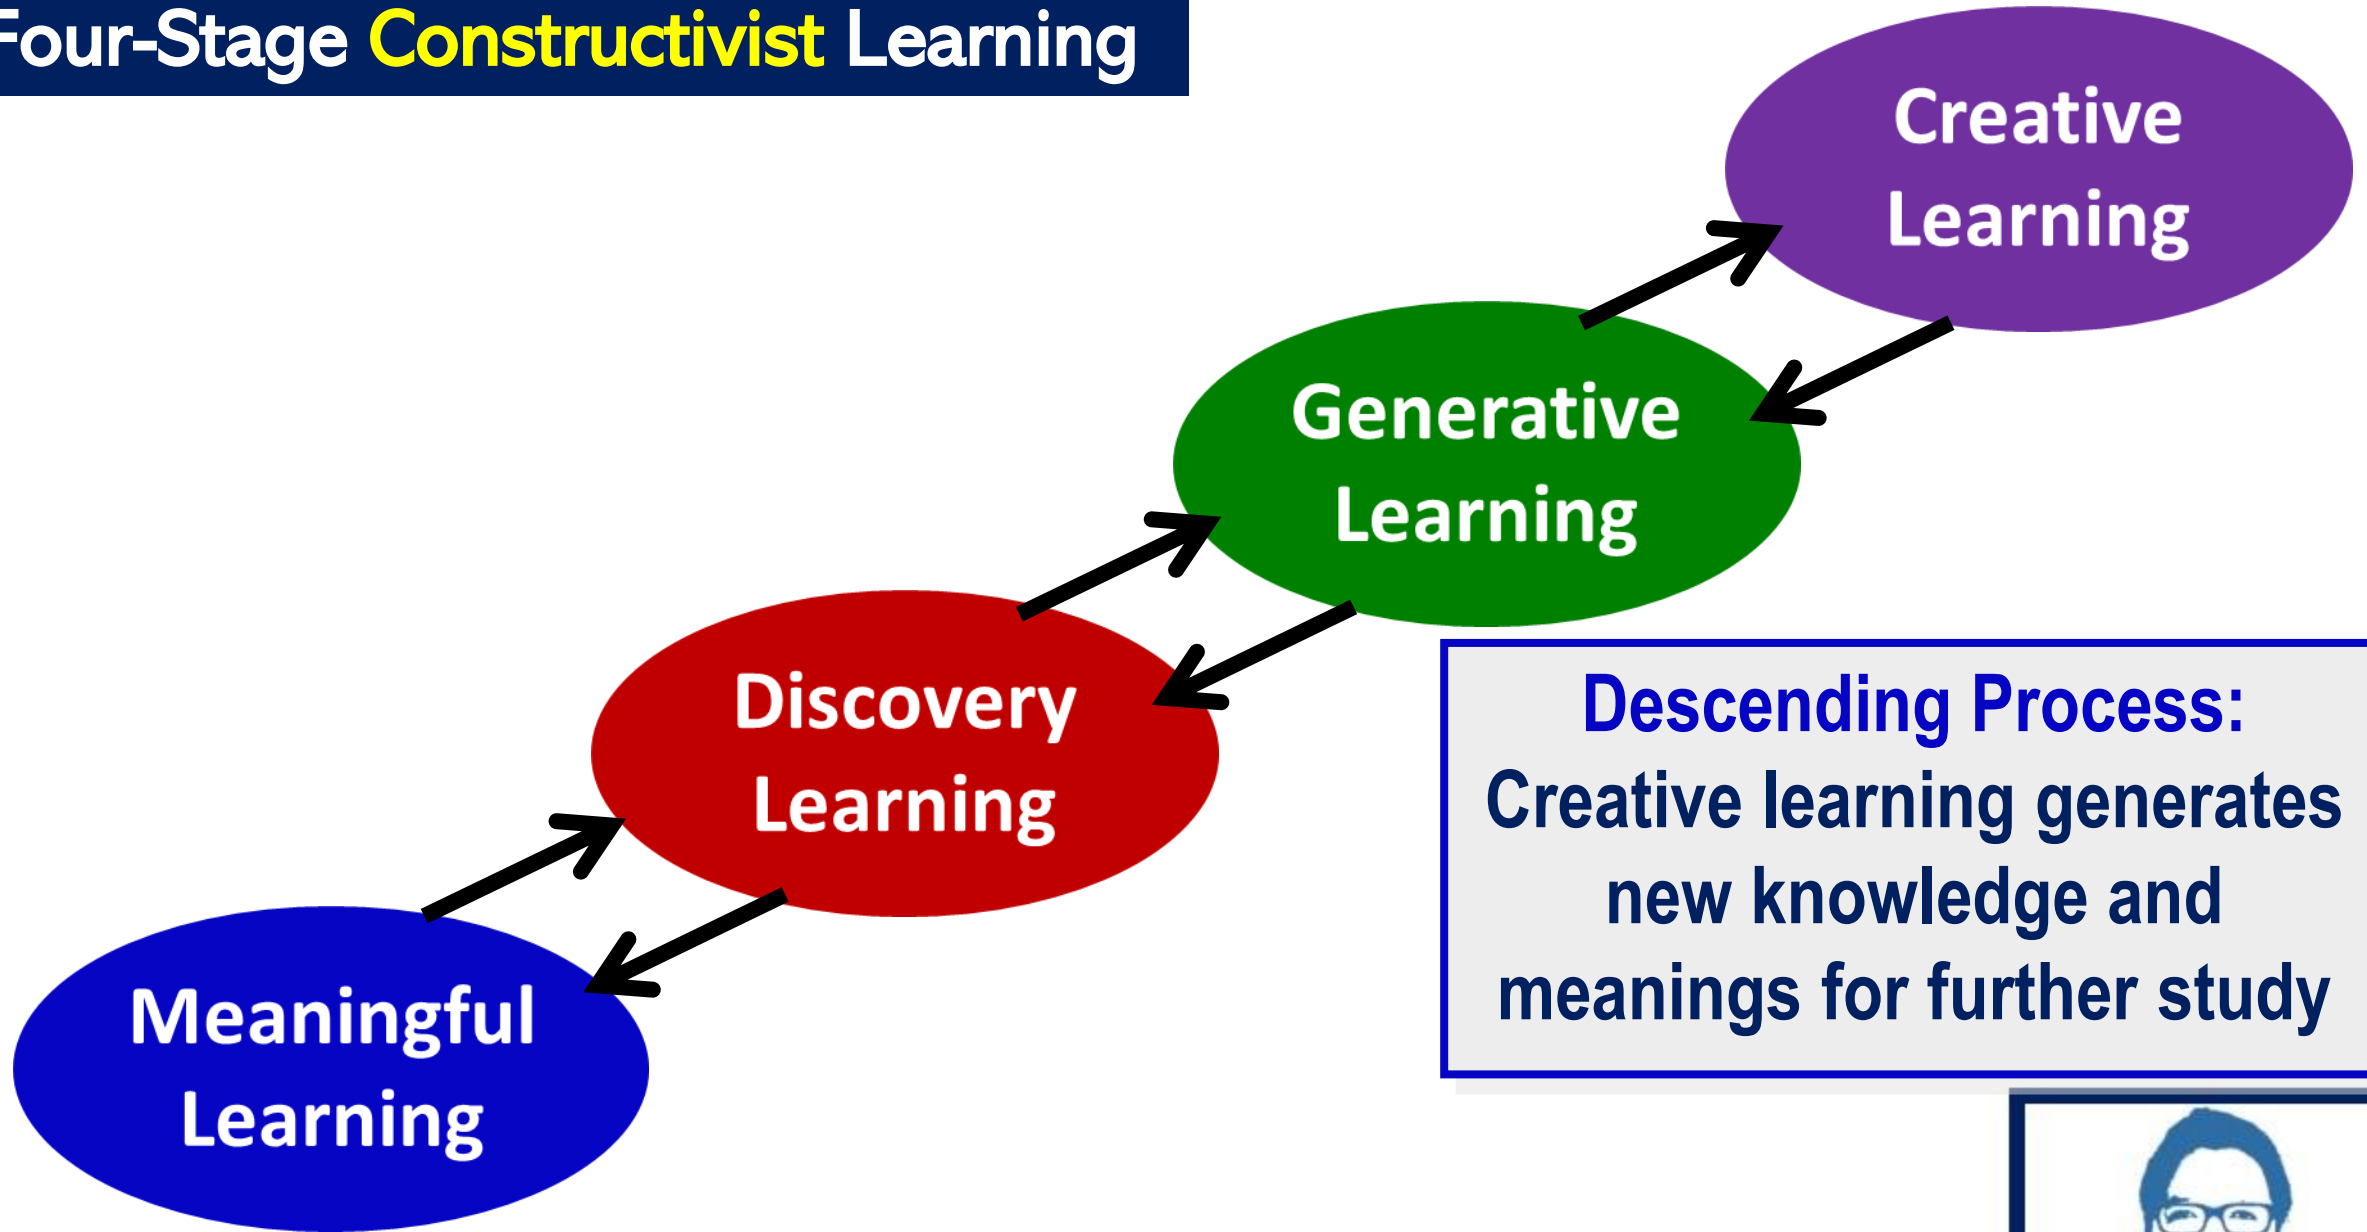 Four-Stage Constructivist Learning
Creative
Learning
Generative
Learning
Discovery
Learning
Meaningful
Learning
Descending Process:
Creative learning generates
new knowledge and
meanings for further study